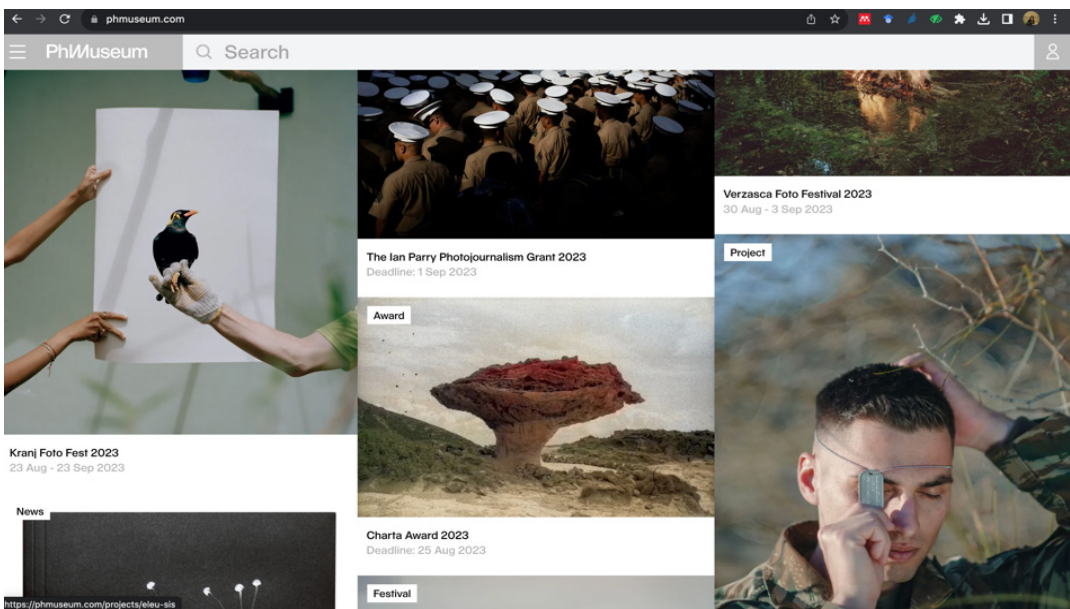 phmuseum.com
PhMuseum
Search
Kranj Foto Fest 2023
23 Aug - 23 Sep 2023
News
The Ian Parry Photojournalism Grant 2023
Deadline: 1 Sep 2023
Award
Charta Award 2023
Deadline: 25 Aug 2023
Festival
Verzasca Foto Festival 2023
30 Aug - 3 Sep 2023
Project
https://phmuseum.com/projects/eleu-sis